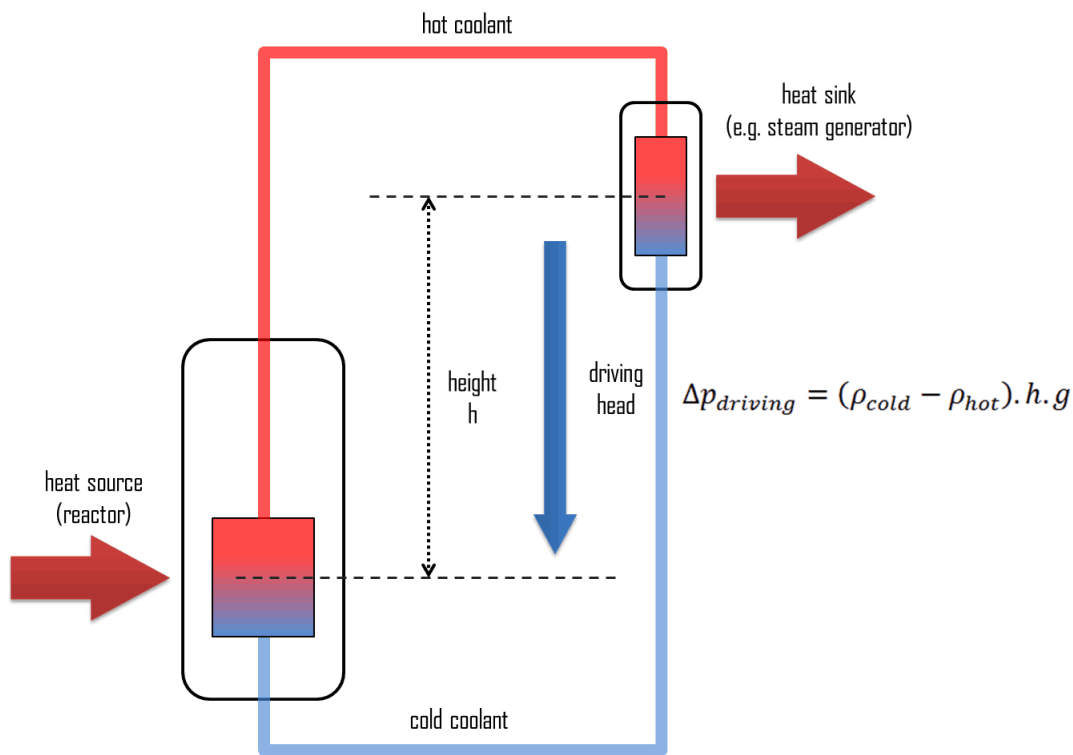 hot coolant
heat sink
(e.g. steam generator)
height
h
driving
head
Δp_driving = (ρ_cold − ρ_hot).h.g
heat source
(reactor)
cold coolant